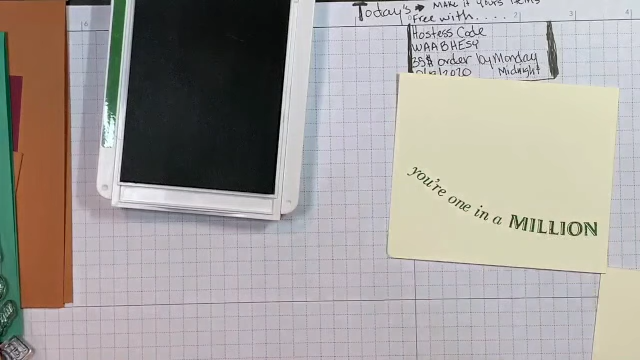 Today's → Make it yours items
Free with....
Hostess Code
35$ order by Monday
2020 Midnight
you're one in a MILLION